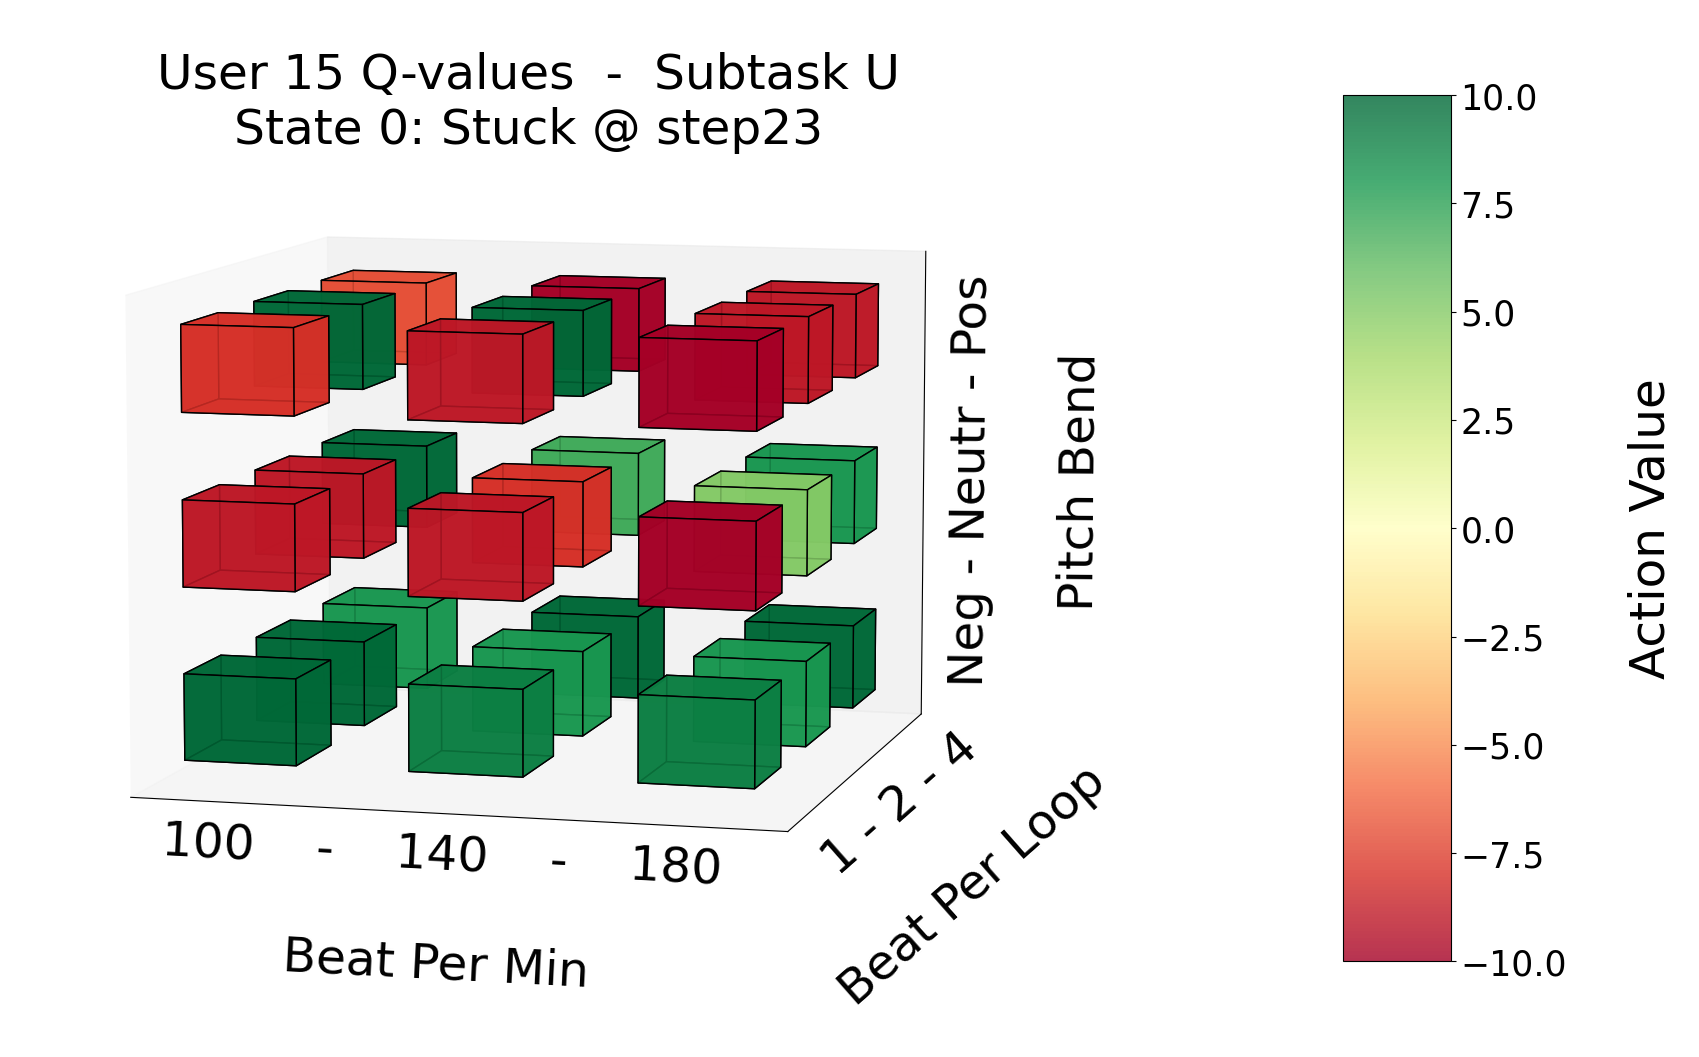 User 15 Q-values  -  Subtask U
State 0: Stuck @ step23
Neg - Neutr - Pos
Pitch Bend
1 - 2 - 4
Beat Per Loop
100    -    140    -    180
Beat Per Min
10.0
7.5
5.0
2.5
0.0
−2.5
−5.0
−7.5
−10.0
Action Value